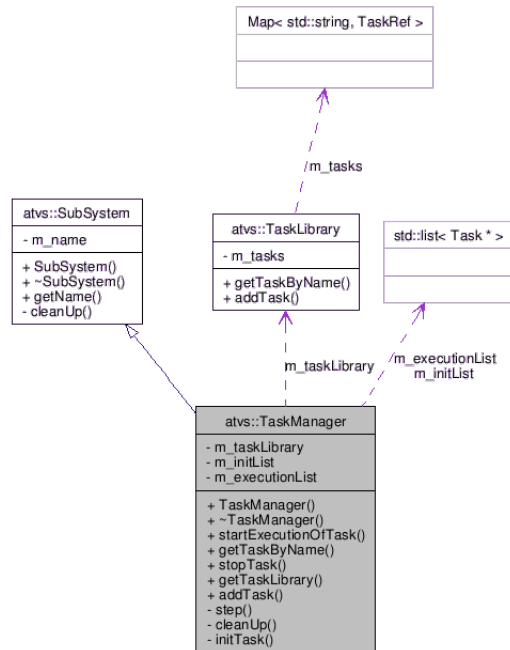 Map< std::string, TaskRef >
m_tasks
atvs::SubSystem
- m_name
+ SubSystem()
+ ~SubSystem()
+ getName()
- cleanUp()
atvs::TaskLibrary
- m_tasks
+ getTaskByName()
+ addTask()
std::list< Task * >
m_taskLibrary
m_executionList
m_initList
atvs::TaskManager
- m_taskLibrary
- m_initList
- m_executionList
+ TaskManager()
+ ~TaskManager()
+ startExecutionOfTask()
+ getTaskByName()
+ stopTask()
+ getTaskLibrary()
+ addTask()
- step()
- cleanUp()
- initTask()